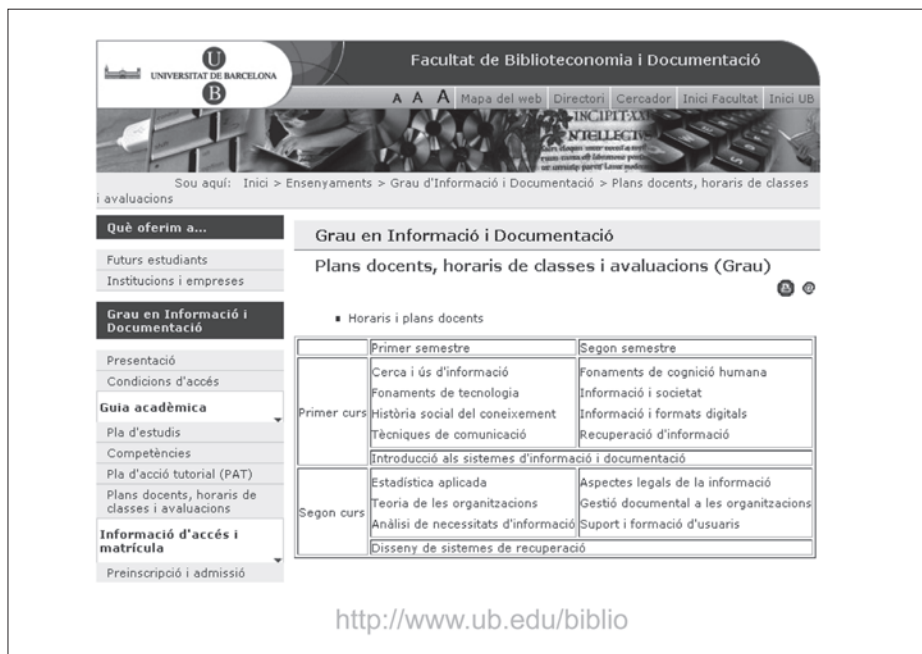 U
UNIVERSITAT DE BARCELONA
B
Facultat de Biblioteconomia i Documentació
A A A Mapa del web Directori Cercador Inici Facultat Inici UB
Sou aquí: Inici > Ensenyaments > Grau d'Informació i Documentació > Plans docents, horaris de classes
i avaluacions
Què oferim a...
Futurs estudiants
Institucions i empreses
Grau en Informació i
Documentació
Presentació
Condicions d'accés
Guia acadèmica
Pla d'estudis
Competències
Pla d'acció tutorial (PAT)
Plans docents, horaris de
classes i avaluacions
Informació d'accés i
matrícula
Preinscripció i admissió
Grau en Informació i Documentació
Plans docents, horaris de classes i avaluacions (Grau)
Horaris i plans docents
Primer semestre Segon semestre
Primer curs
Cerca i ús d'informació
Fonaments de tecnologia
Història social del coneixement
Tècniques de comunicació
Fonaments de cognició humana
Informació i societat
Informació i formats digitals
Recuperació d'informació
Introducció als sistemes d'informació i documentació
Segon curs
Estadística aplicada
Teoria de les organitzacions
Anàlisi de necessitats d'informació
Aspectes legals de la informació
Gestió documental a les organitzacions
Suport i formació d'usuaris
Disseny de sistemes de recuperació
http://www.ub.edu/biblio